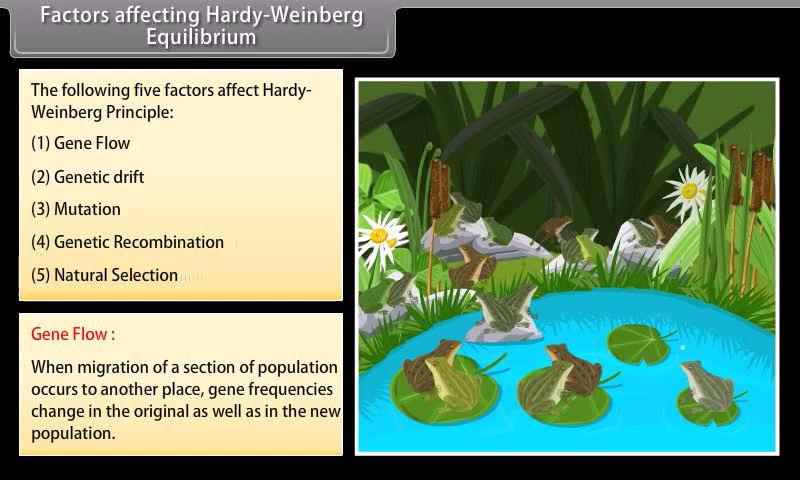 Factors affecting Hardy-Weinberg
Equilibrium
The following five factors affect Hardy-
Weinberg Principle:
(1) Gene Flow
(2) Genetic drift
(3) Mutation
(4) Genetic Recombination
(5) Natural Selection
Gene Flow :
When migration of a section of population
occurs to another place, gene frequencies
change in the original as well as in the new
population.